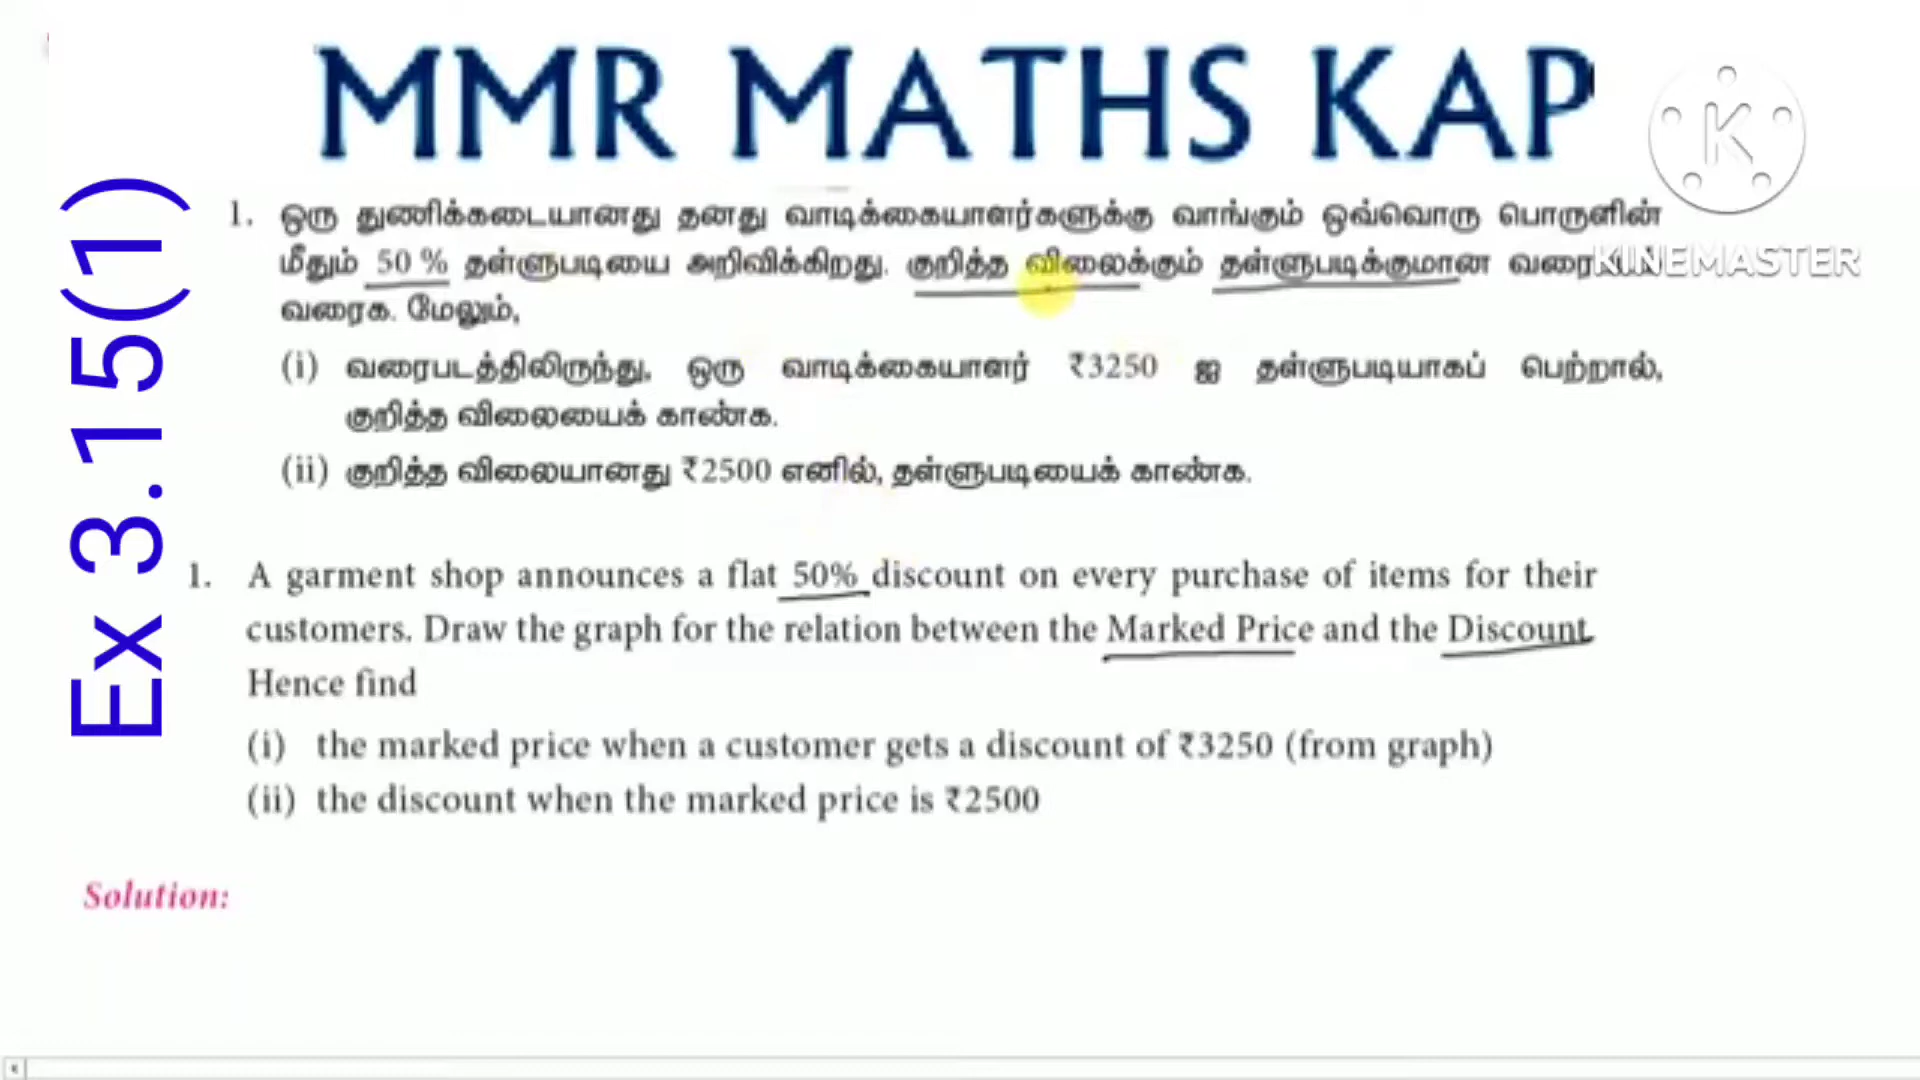 MMR MATHS KAP
K
KINEMASTER
Ex 3.15(1)
1. ஒரு துணிக்கடையானது தனது வாடிக்கையாளர்களுக்கு வாங்கும் ஒவ்வொரு பொருளின்
மீதும் 50 % தள்ளுபடியை அறிவிக்கிறது. குறித்த விலைக்கும் தள்ளுபடிக்குமான
வரைக. மேலும்,
(i) வரைபடத்திலிருந்து, ஒரு வாடிக்கையாளர் ₹3250 ஐ தள்ளுபடியாகப் பெற்றால்,
குறித்த விலையைக் காண்க.
(ii) குறித்த விலையானது ₹2500 எனில், தள்ளுபடியைக் காண்க.
1. A garment shop announces a flat 50% discount on every purchase of items for their
customers. Draw the graph for the relation between the Marked Price and the Discount
Hence find
(i) the marked price when a customer gets a discount of ₹3250 (from graph)
(ii) the discount when the marked price is ₹2500
Solution: